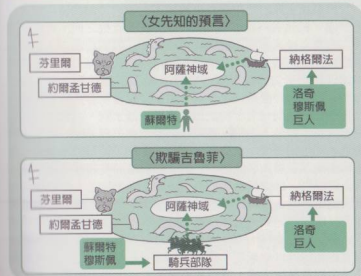 〈女先知的預言〉
芬里爾
約爾孟甘德
阿薩神域
納格爾法
蘇爾特
洛奇
穆斯佩
巨人
〈欺騙吉魯菲〉
芬里爾
約爾孟甘德
阿薩神域
納格爾法
蘇爾特
穆斯佩
騎兵部隊
洛奇
巨人